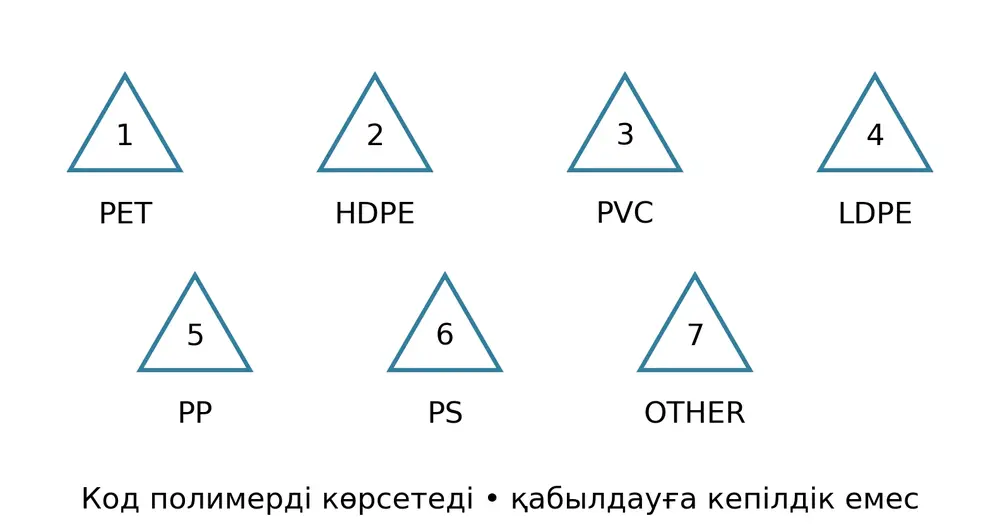 1 2 3 4
PET HDPE PVC LDPE
5 6 7
PP PS OTHER
Код полимерді көрсетеді • қабылдауға кепілдік емес